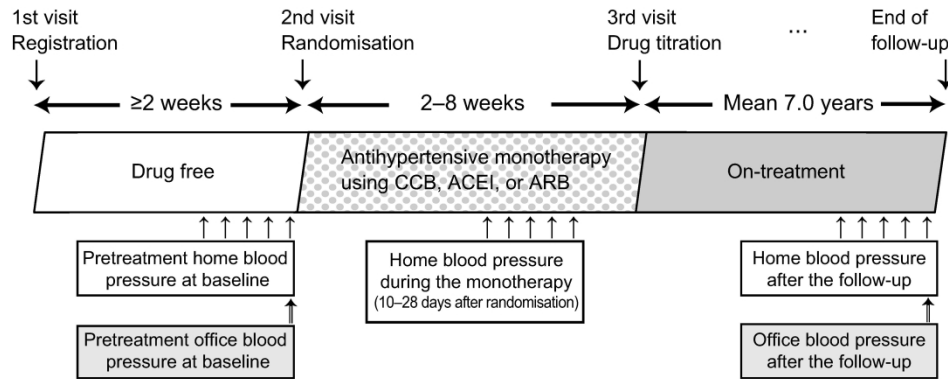 1st visit
Registration
2nd visit
Randomisation
3rd visit
Drug titration
...
End of
follow-up
≥2 weeks
2–8 weeks
Mean 7.0 years
Drug free
Antihypertensive monotherapy
using CCB, ACEI, or ARB
On-treatment
Pretreatment home blood
pressure at baseline
Home blood pressure
during the monotherapy
(10–28 days after randomisation)
Home blood pressure
after the follow-up
Pretreatment office blood
pressure at baseline
Office blood pressure
after the follow-up